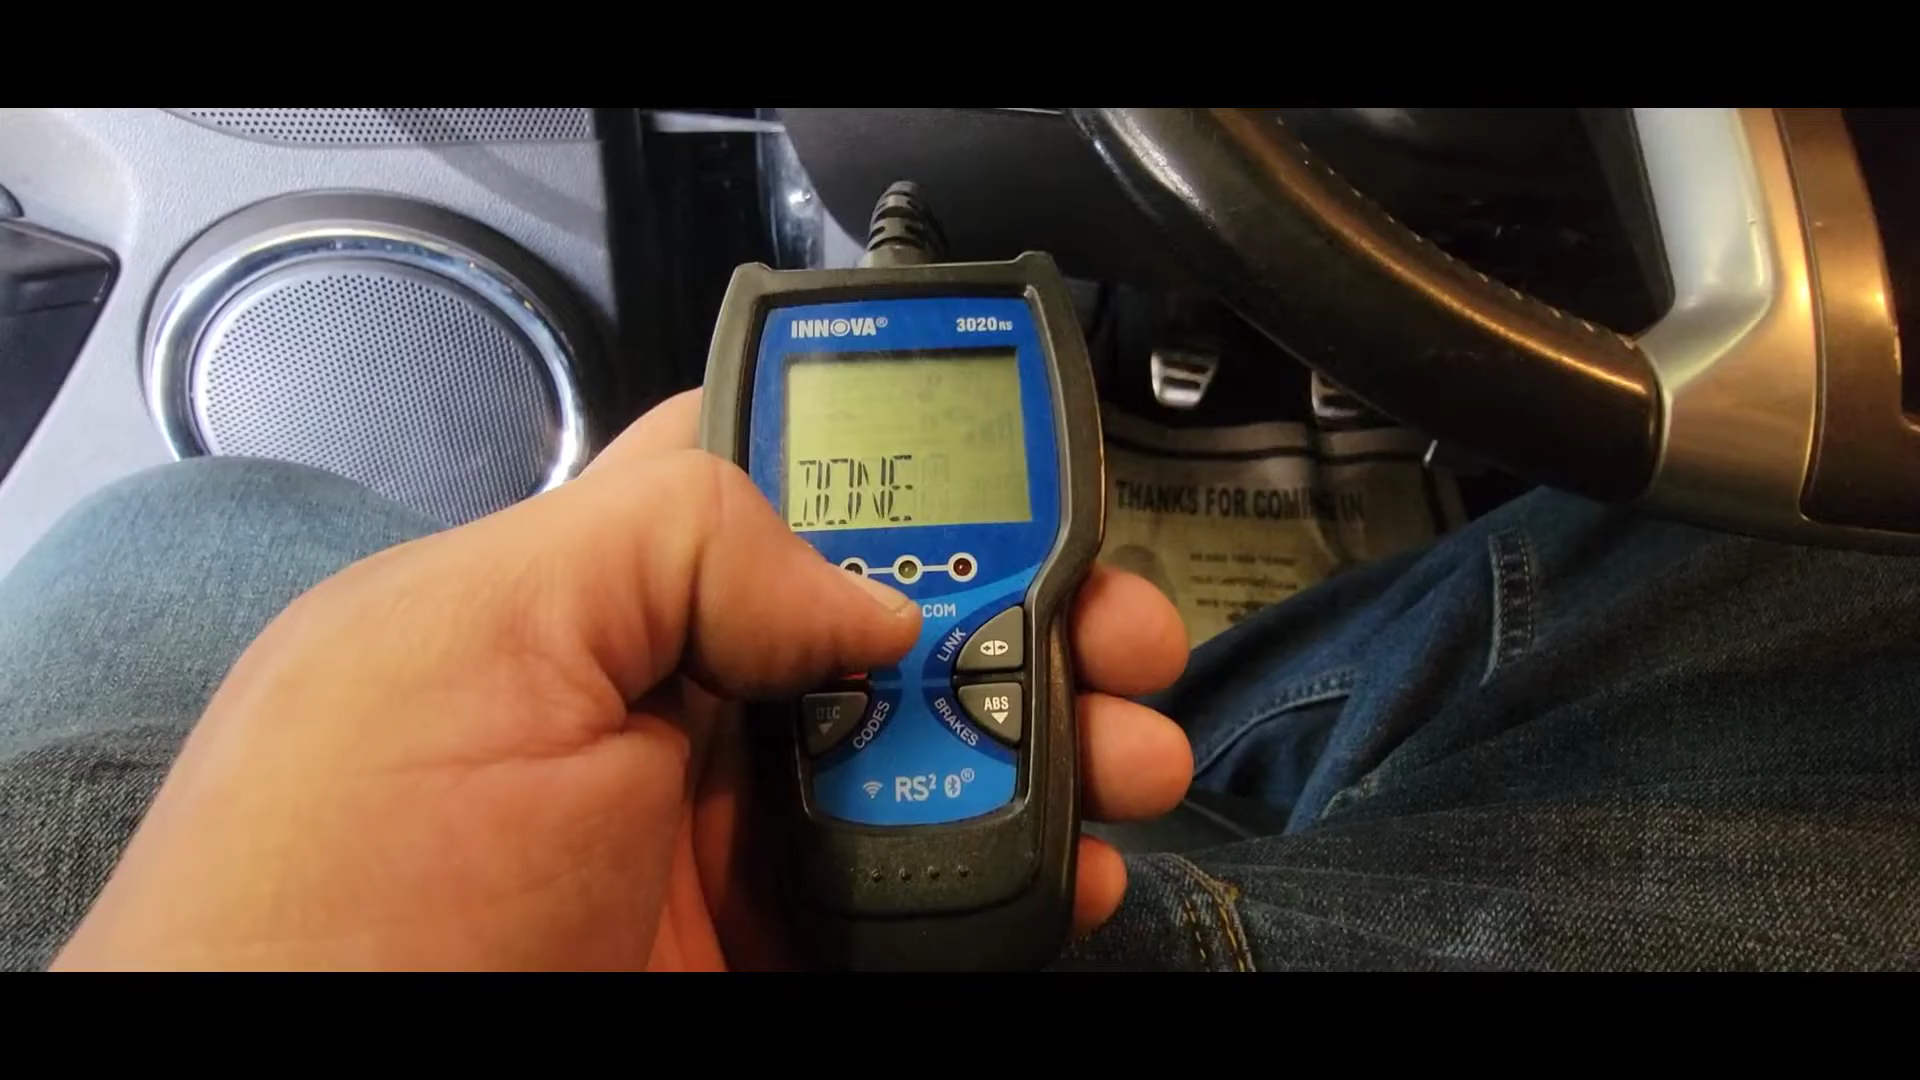 INNOVA® 3020RS
DONE
COM
LINK
DTC
CODES
ABS
BRAKES
RS² ®
THANKS FOR COMING IN